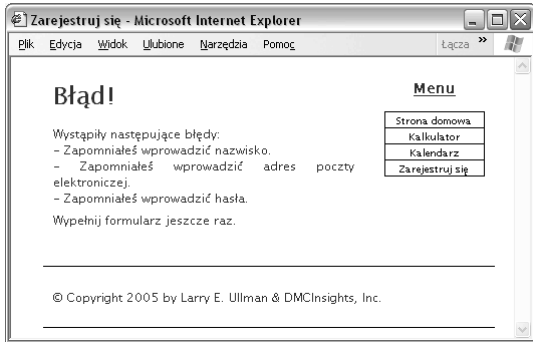 Zarejestruj się - Microsoft Internet Explorer
Plik Edycja Widok Ulubione Narzędzia Pomoc Łącza »
Błąd!
Wystąpiły następujące błędy:
– Zapomniałeś wprowadzić nazwisko.
– Zapomniałeś wprowadzić adres poczty
elektronicznej.
– Zapomniałeś wprowadzić hasła.
Wypełnij formularz jeszcze raz.
Menu
Strona domowa
Kalkulator
Kalendarz
Zarejestruj się
© Copyright 2005 by Larry E. Ullman & DMCInsights, Inc.